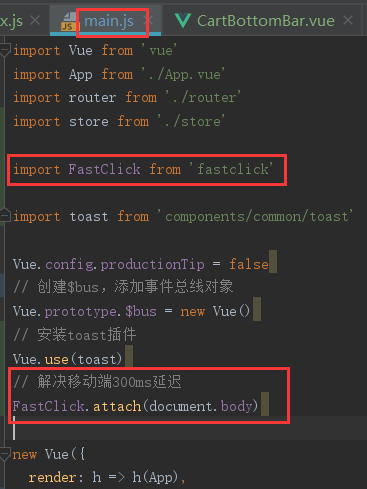 x.js main.js CartBottomBar.vue
import Vue from 'vue'
import App from './App.vue'
import router from './router'
import store from './store'
import FastClick from 'fastclick'
import toast from 'components/common/toast'
Vue.config.productionTip = false
// 创建$bus，添加事件总线对象
Vue.prototype.$bus = new Vue()
// 安装toast插件
Vue.use(toast)
// 解决移动端300ms延迟
FastClick.attach(document.body)
new Vue({
render: h => h(App),